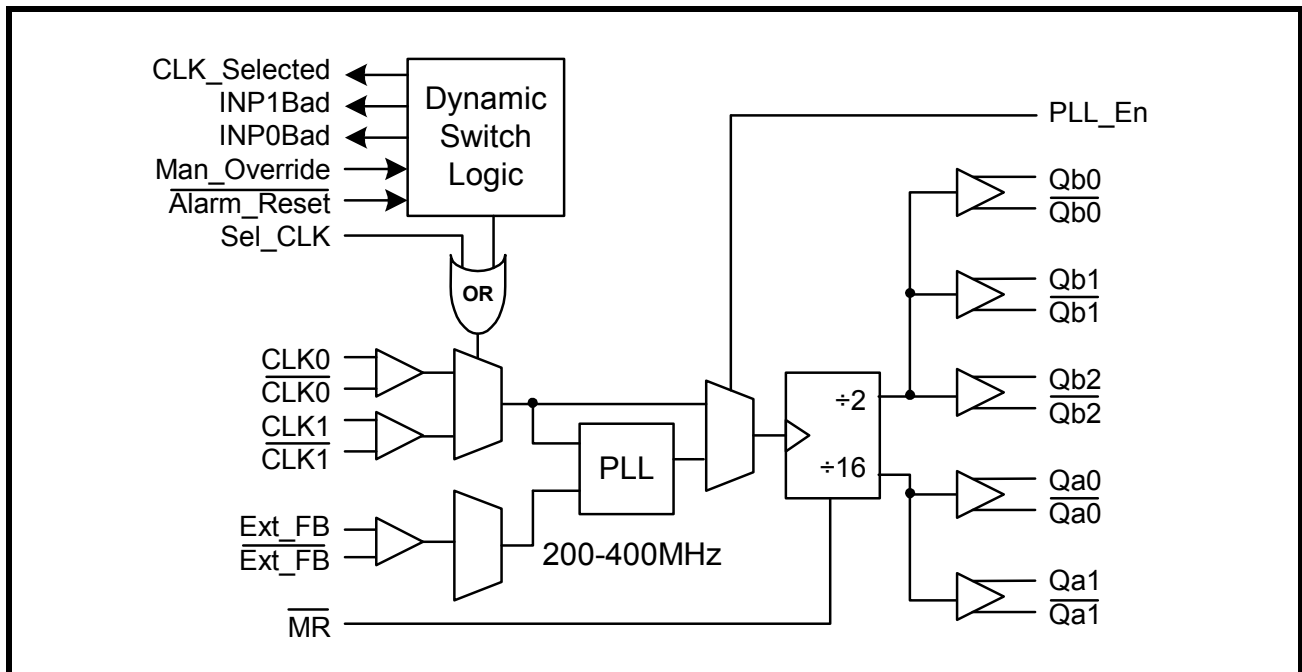 CLK_Selected
INP1Bad
INP0Bad
Man_Override
Alarm_Reset
Sel_CLK
Dynamic
Switch
Logic
OR
PLL_En
CLK0
CLK0
CLK1
CLK1
Ext_FB
Ext_FB
MR
PLL
200-400MHz
÷2
÷16
Qb0
Qb0
Qb1
Qb1
Qb2
Qb2
Qa0
Qa0
Qa1
Qa1